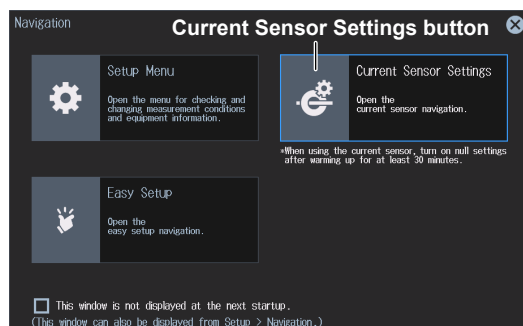 Navigation
Current Sensor Settings button
Setup Menu
Open the menu for checking and
changing measurement conditions
and equipment information.
Current Sensor Settings
Open the
current sensor navigation.
*When using the current sensor, turn on null settings
after warming up for at least 30 minutes.
Easy Setup
Open the
easy setup navigation.
This window is not displayed at the next startup.
(This window can also be displayed from Setup > Navigation.)